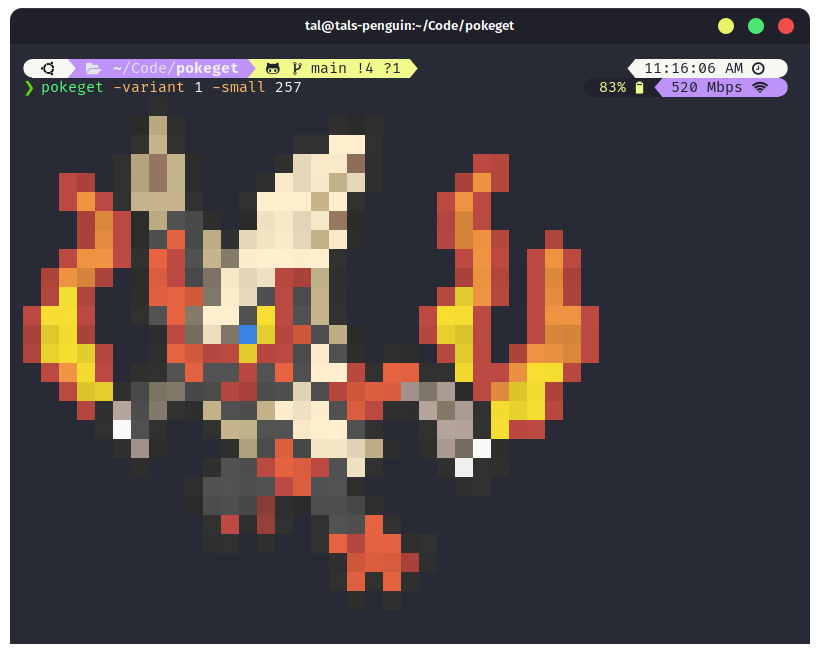 tal@tals-penguin:~/Code/pokeget
~/Code/pokeget main !4 ?1 11:16:06 AM
❯ pokeget -variant 1 -small 257 83% 520 Mbps